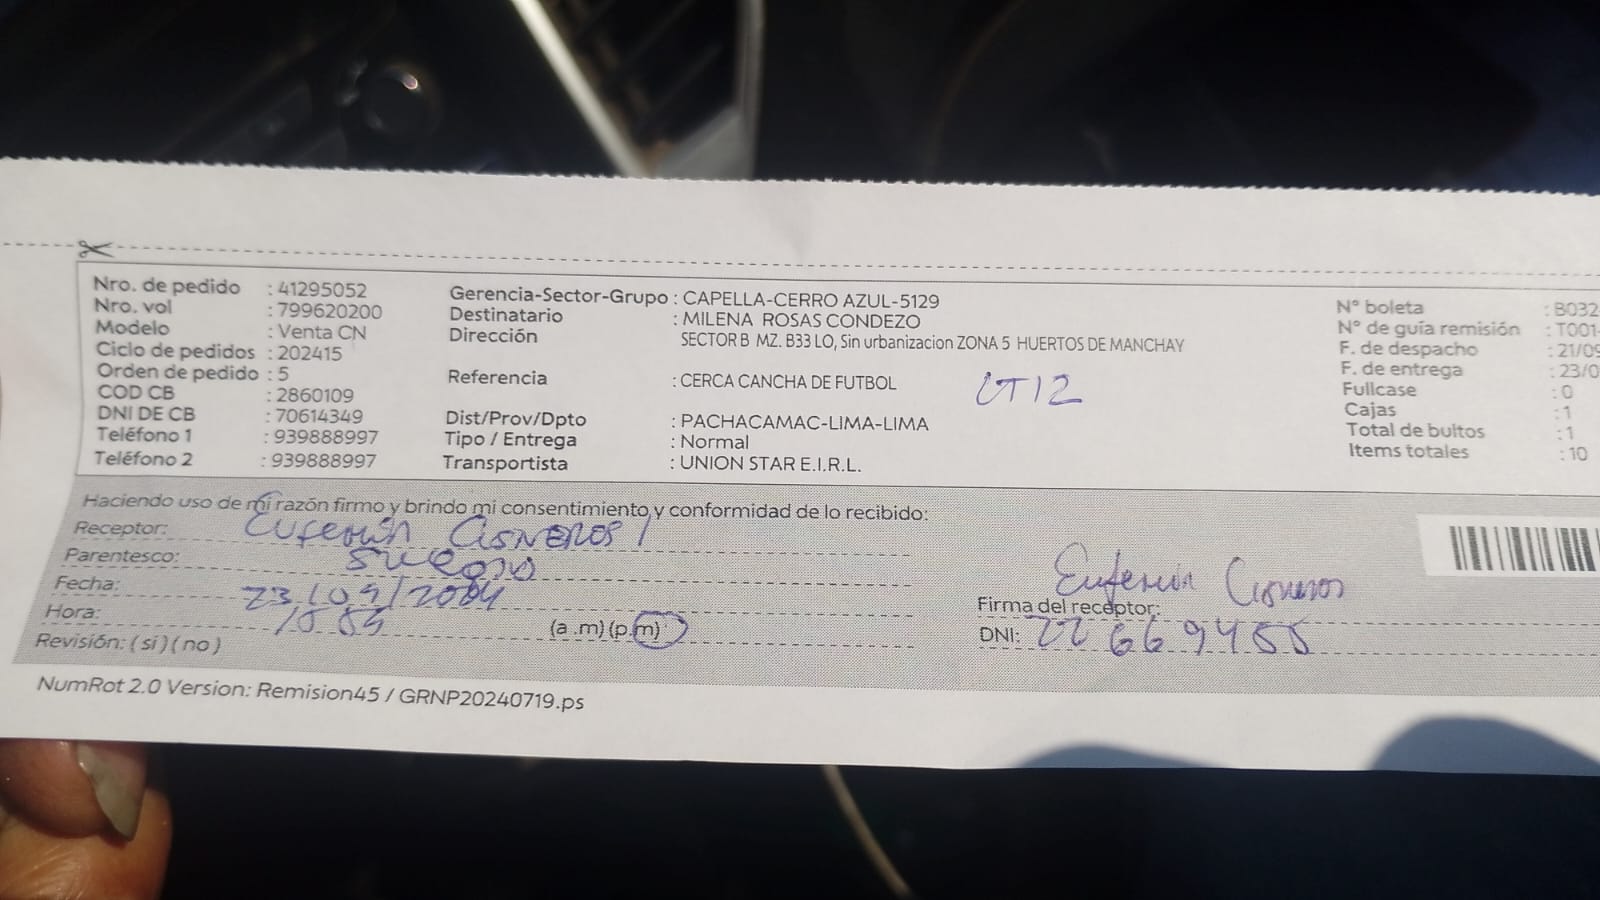 Nro. de pedido : 41295052
Nro. vol : 799620200
Modelo : Venta CN
Ciclo de pedidos : 202415
Orden de pedido : 5
COD CB : 2860109
DNI DE CB : 70614349
Teléfono 1 : 939888997
Teléfono 2 : 939888997
Gerencia-Sector-Grupo : CAPELLA-CERRO AZUL-5129
Destinatario : MILENA ROSAS CONDEZO
Dirección SECTOR B MZ. B33 LO, Sin urbanizacion ZONA 5 HUERTOS DE MANCHAY
Referencia : CERCA CANCHA DE FUTBOL LT12
Dist/Prov/Dpto : PACHACAMAC-LIMA-LIMA
Tipo / Entrega : Normal
Transportista : UNION STAR E.I.R.L.
N° boleta : B032
N° de guía remisión : T001-
F. de despacho : 21/09
F. de entrega : 23/0
Fullcase : 0
Cajas : 1
Total de bultos : 1
Items totales : 10
Haciendo uso de mi razón firmo y brindo mi consentimiento y conformidad de lo recibido:
Receptor: Cisneros
Parentesco: suegro
Fecha: 23/09/2024
Hora: (a .m) (p.m)
Revisión: ( si ) ( no )
Cisneros
Firma del receptor:
DNI: 22669455
NumRot 2.0 Version: Remision45 / GRNP20240719.ps